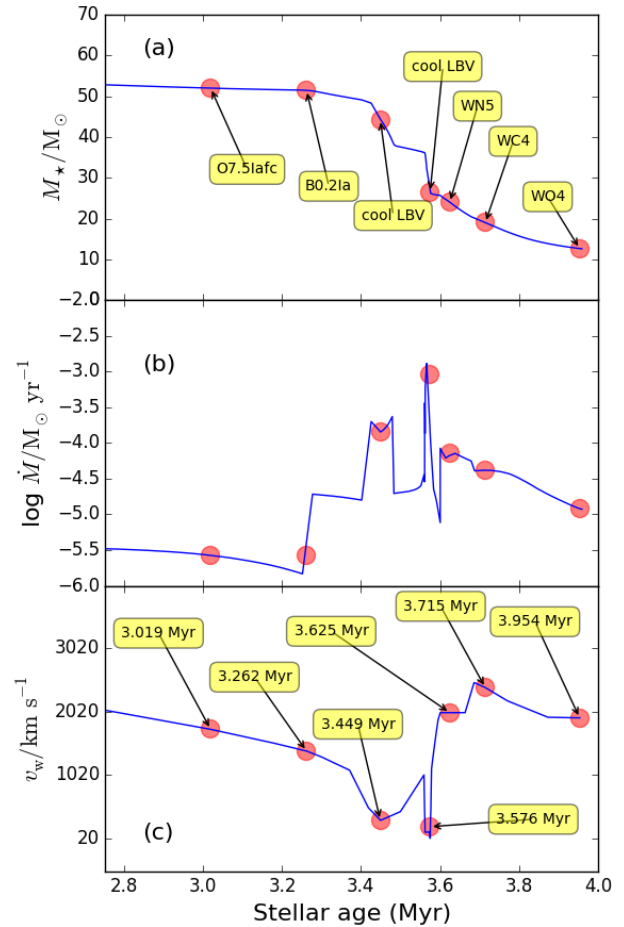 70
60
50
40
30
20
10
−2.0
0
M⋆/M⊙
(a)
O7.5Iafc
B0.2Ia
cool LBV
cool LBV
WN5
WC4
WO4
−2.5
−3.0
−3.5
−4.0
−4.5
−5.0
−5.5
−6.0
log Ṁ/M⊙ yr⁻¹
(b)
3020
2020
1020
20
v_w/km s⁻¹
(c)
3.019 Myr
3.262 Myr
3.449 Myr
3.625 Myr
3.715 Myr
3.954 Myr
3.576 Myr
2.8 3.0 3.2 3.4 3.6 3.8 4.0
Stellar age (Myr)